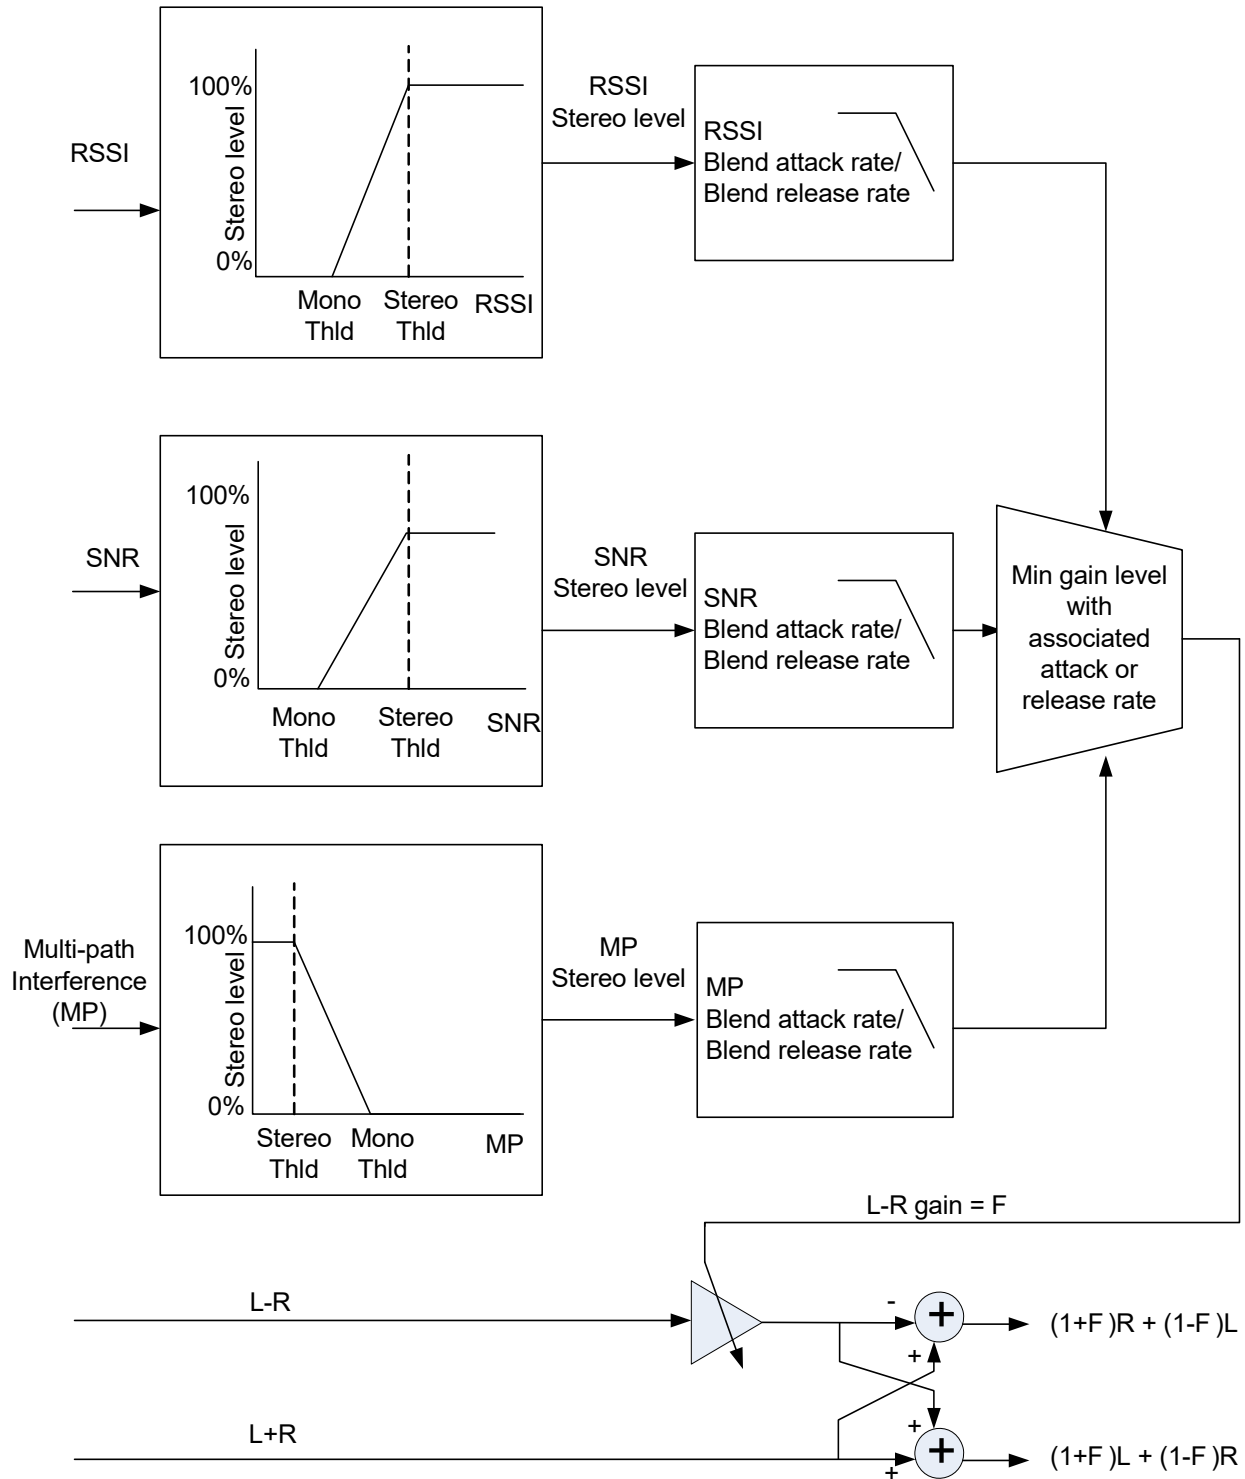 100%
Stereo level
0%
RSSI
Mono
Thld
Stereo
Thld
RSSI
RSSI
Stereo level
RSSI
Blend attack rate/
Blend release rate
100%
Stereo level
0%
SNR
Mono
Thld
Stereo
Thld
SNR
SNR
Stereo level
SNR
Blend attack rate/
Blend release rate
Min gain level
with
associated
attack or
release rate
Multi-path
Interference
(MP)
100%
Stereo level
0%
Stereo
Thld
Mono
Thld
MP
MP
Stereo level
MP
Blend attack rate/
Blend release rate
L-R gain = F
L-R
-
+
+
(1+F )R + (1-F )L
L+R
+
+
+
(1+F )L + (1-F )R